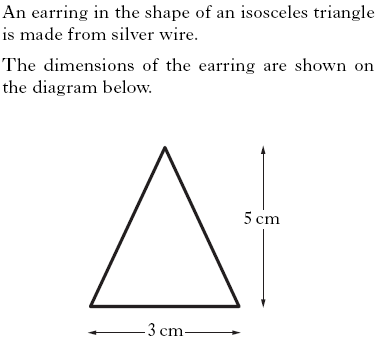 An earring in the shape of an isosceles triangle
is made from silver wire.
The dimensions of the earring are shown on
the diagram below.
5 cm
3 cm